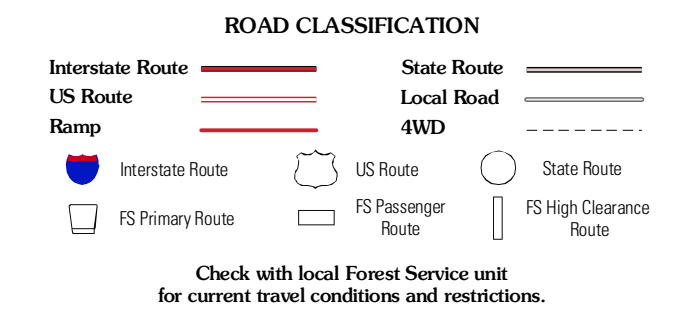 ROAD CLASSIFICATION
Interstate Route
State Route
US Route
Local Road
Ramp
4WD
Interstate Route
US Route
State Route
FS Primary Route
FS Passenger
Route
FS High Clearance
Route
Check with local Forest Service unit
for current travel conditions and restrictions.